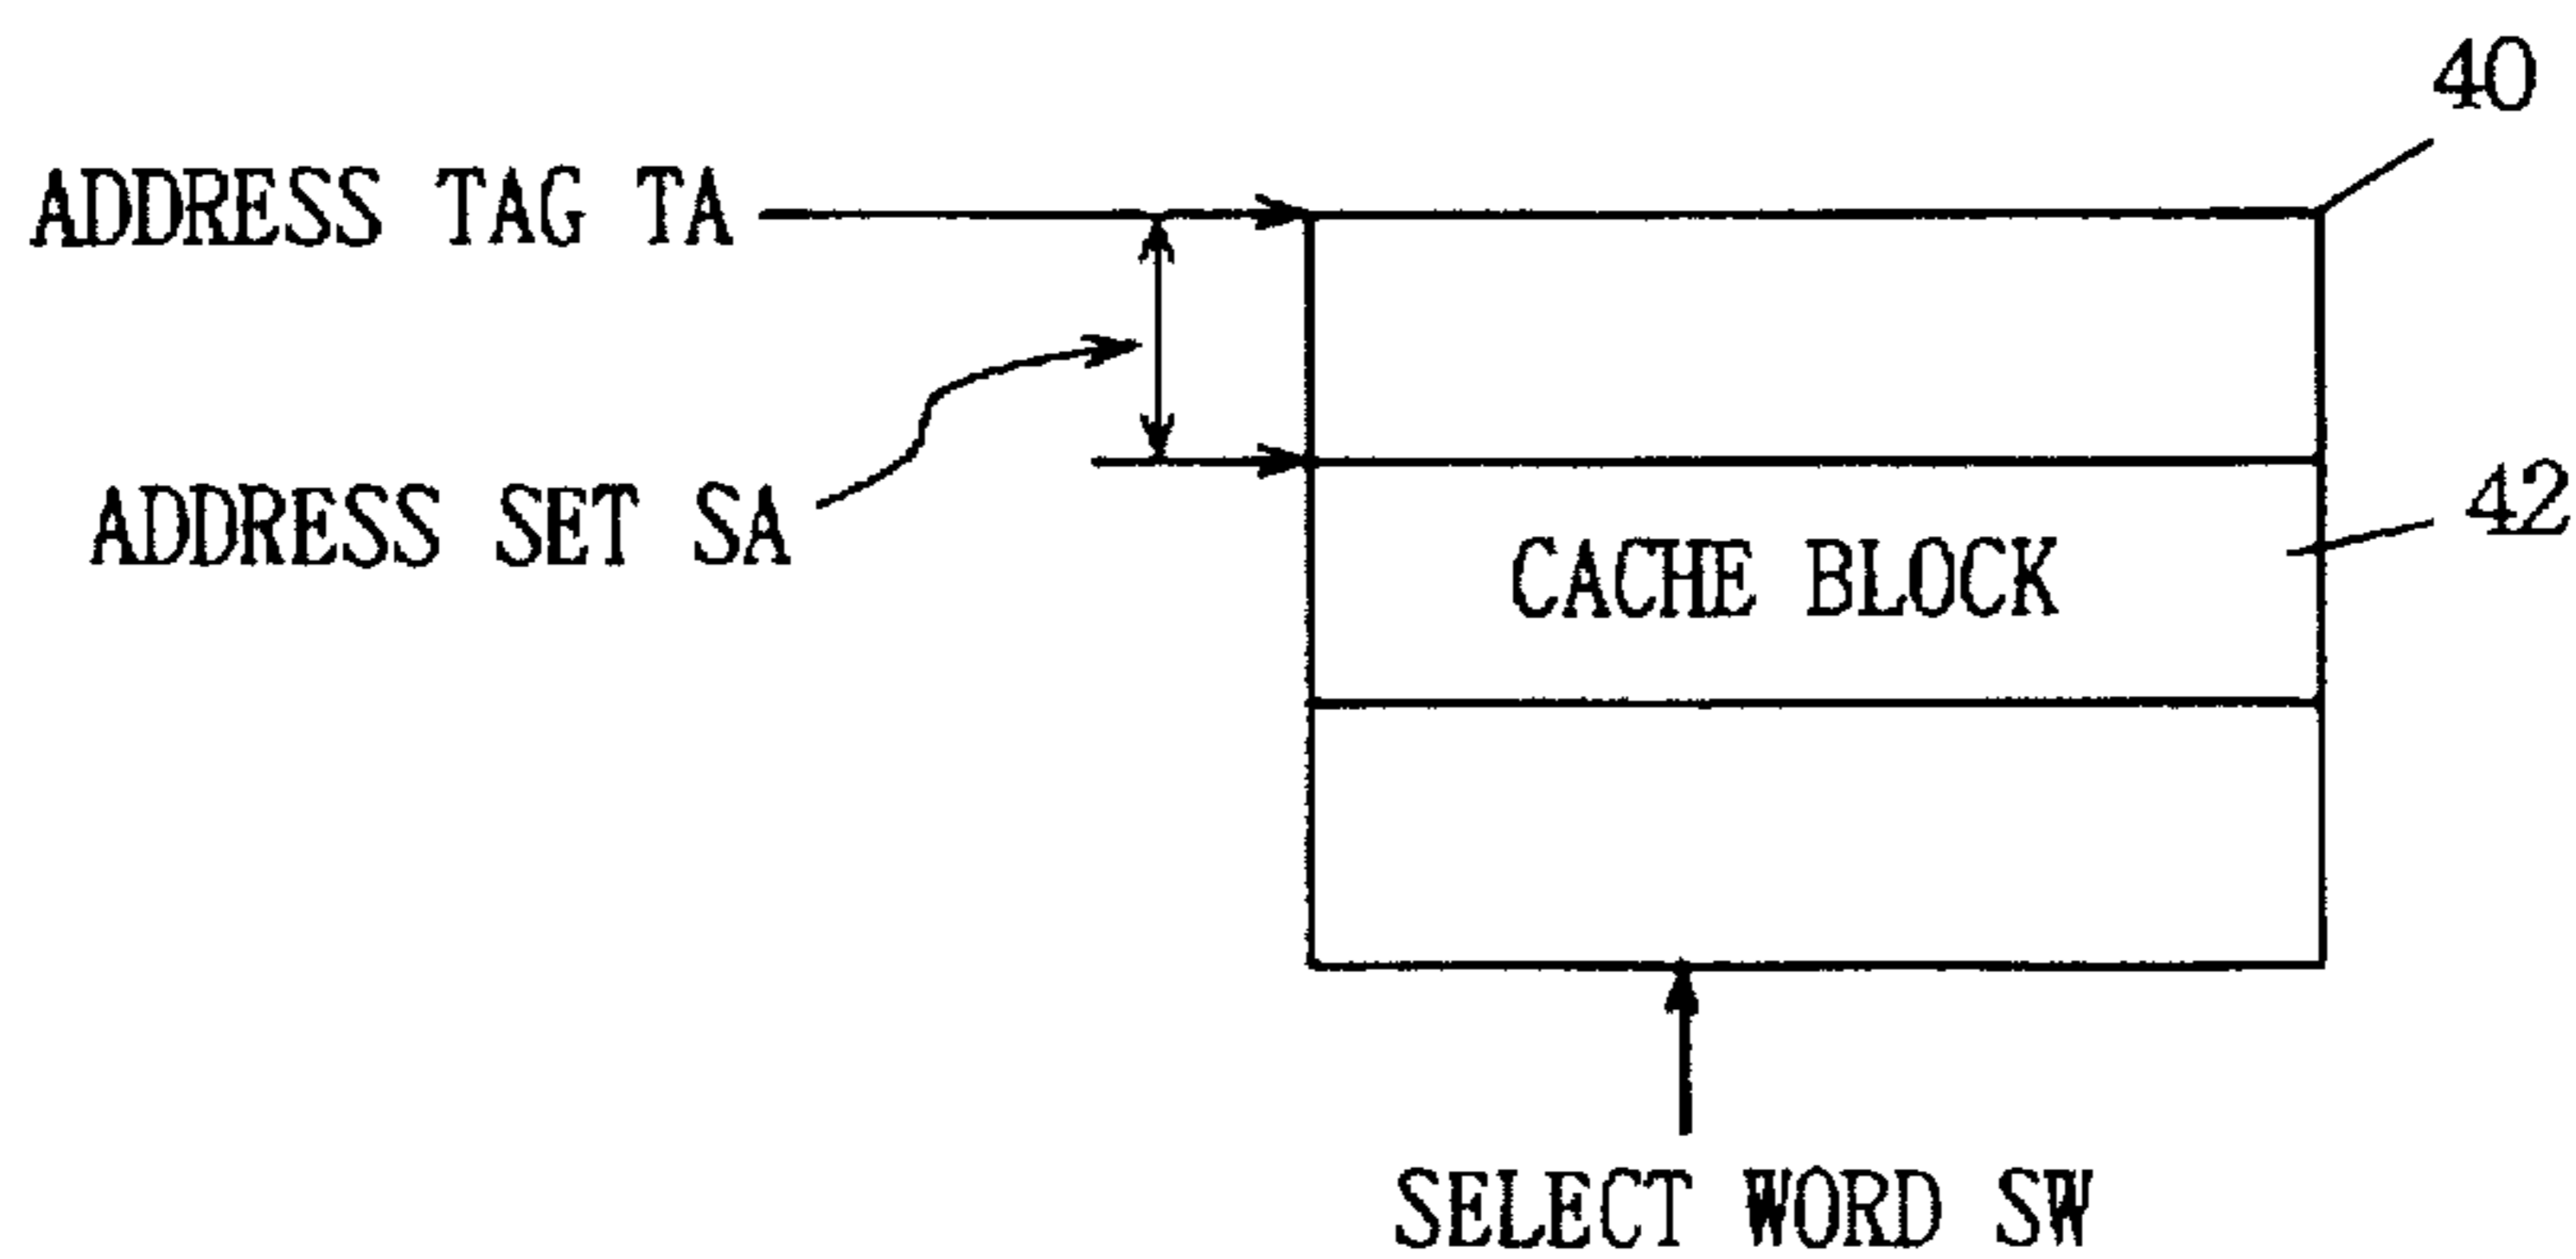 40
ADDRESS TAG TA
ADDRESS SET SA
42
CACHE BLOCK
SELECT WORD SW